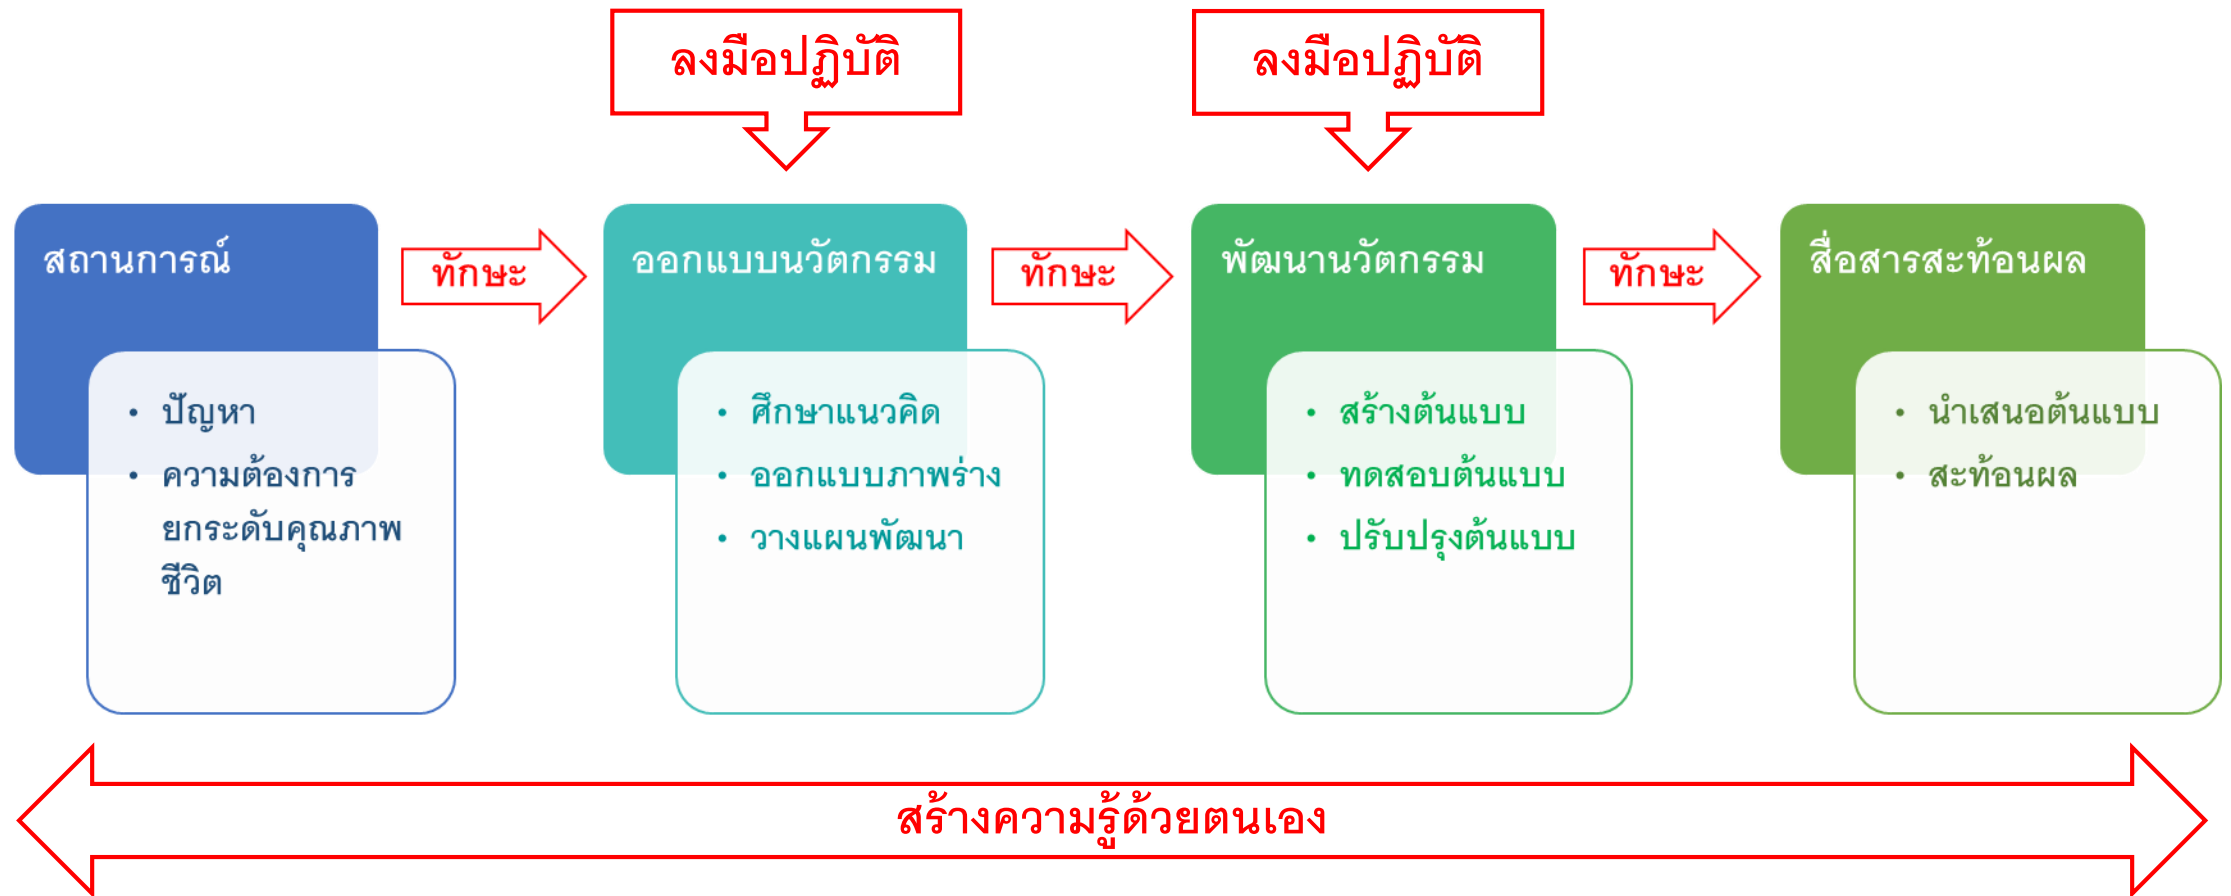 ลงมือปฏิบัติ
ลงมือปฏิบัติ
สถานการณ์
ทักษะ
ออกแบบนวัตกรรม
ทักษะ
พัฒนานวัตกรรม
ทักษะ
สื่อสารสะท้อนผล
• ปัญหา
• ความต้องการ
ยกระดับคุณภาพ
ชีวิต
• ศึกษาแนวคิด
• ออกแบบภาพร่าง
• วางแผนพัฒนา
• สร้างต้นแบบ
• ทดสอบต้นแบบ
• ปรับปรุงต้นแบบ
• นำเสนอต้นแบบ
• สะท้อนผล
สร้างความรู้ด้วยตนเอง